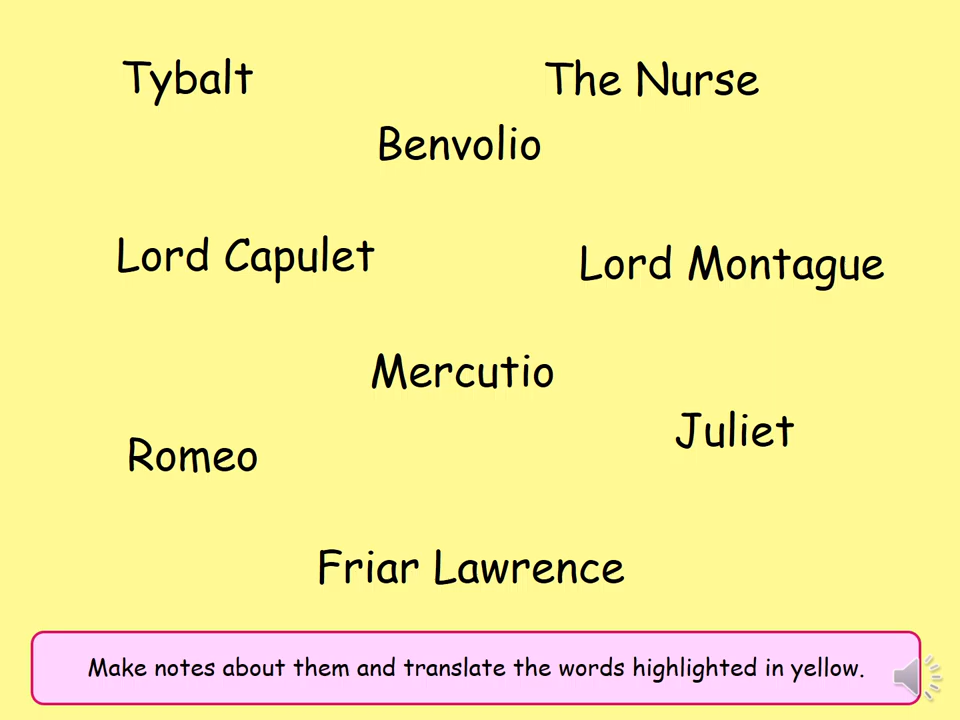 Tybalt
The Nurse
Benvolio
Lord Capulet
Lord Montague
Mercutio
Juliet
Romeo
Friar Lawrence
Make notes about them and translate the words highlighted in yellow.